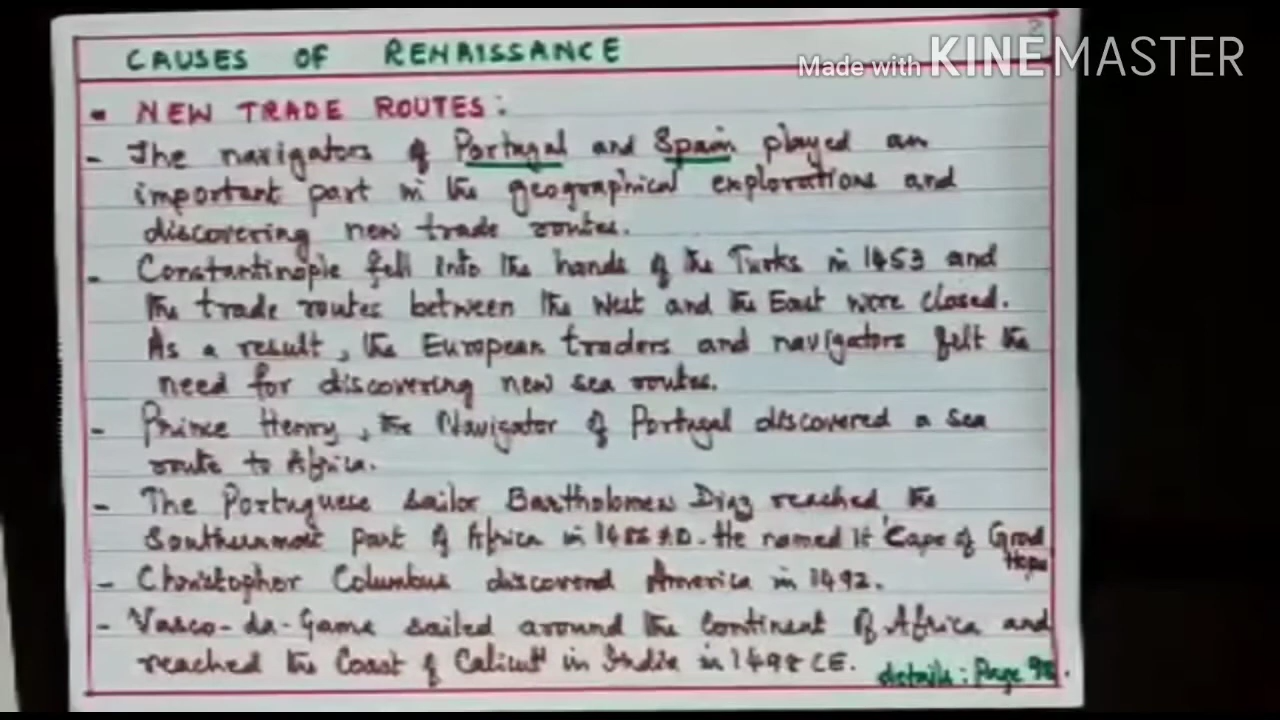 CAUSES OF RENAISSANCE
Made with KINEMASTER
• NEW TRADE ROUTES:
- The navigators of Portugal and Spain played an
important part in the geographical explorations and
discovering new trade routes.
- Constantinople fell into the hands of the Turks in 1453 and
the trade routes between the West and the East were closed.
As a result, the European traders and navigators felt the
need for discovering new sea routes.
- Prince Henry, the Navigator of Portugal discovered a sea
route to Africa.
- The Portuguese sailor Bartholomew Diaz reached the
Southernmost part of Africa in A.D. He named it 'Cape of Good
Hope
- Christopher Columbus discovered America in 1492.
- Vasco-da-Gama sailed around the Continent of Africa and
reached the Coast of Calicut in India in 1498 CE.
details: Page